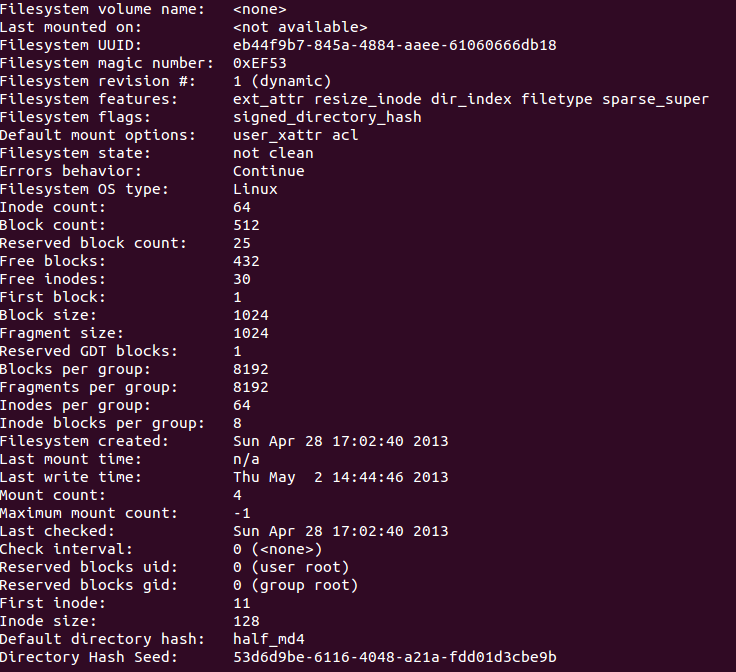 Filesystem volume name:   <none>
Last mounted on:          <not available>
Filesystem UUID:          eb44f9b7-845a-4884-aaee-61060666db18
Filesystem magic number:  0xEF53
Filesystem revision #:    1 (dynamic)
Filesystem features:      ext_attr resize_inode dir_index filetype sparse_super
Filesystem flags:         signed_directory_hash
Default mount options:    user_xattr acl
Filesystem state:         not clean
Errors behavior:          Continue
Filesystem OS type:       Linux
Inode count:              64
Block count:              512
Reserved block count:     25
Free blocks:              432
Free inodes:              30
First block:              1
Block size:               1024
Fragment size:            1024
Reserved GDT blocks:      1
Blocks per group:         8192
Fragments per group:      8192
Inodes per group:         64
Inode blocks per group:   8
Filesystem created:       Sun Apr 28 17:02:40 2013
Last mount time:          n/a
Last write time:          Thu May  2 14:44:46 2013
Mount count:              4
Maximum mount count:      -1
Last checked:             Sun Apr 28 17:02:40 2013
Check interval:           0 (<none>)
Reserved blocks uid:      0 (user root)
Reserved blocks gid:      0 (group root)
First inode:              11
Inode size:               128
Default directory hash:   half_md4
Directory Hash Seed:      53d6d9be-6116-4048-a21a-fdd01d3cbe9b